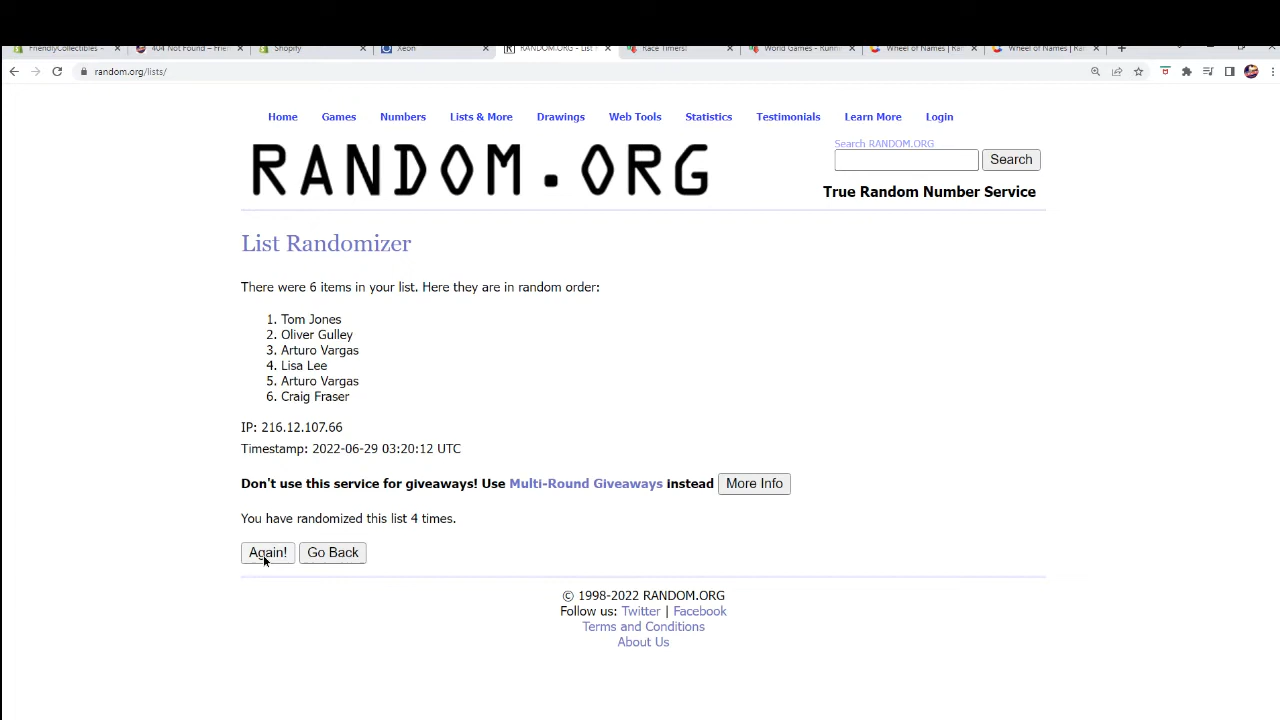 FriendlyCollectibles - 404 Not Found – Frie Shopify Xeon RANDOM.ORG - List Race Timers! World Games - Runn Wheel of Names | Ra Wheel of Names | Ra
random.org/lists/
Home Games Numbers Lists & More Drawings Web Tools Statistics Testimonials Learn More Login
RANDOM.ORG
Search RANDOM.ORG
Search
True Random Number Service
List Randomizer
There were 6 items in your list. Here they are in random order:
1. Tom Jones
2. Oliver Gulley
3. Arturo Vargas
4. Lisa Lee
5. Arturo Vargas
6. Craig Fraser
IP: 216.12.107.66
Timestamp: 2022-06-29 03:20:12 UTC
Don't use this service for giveaways! Use Multi-Round Giveaways instead More Info
You have randomized this list 4 times.
Again! Go Back
© 1998-2022 RANDOM.ORG
Follow us: Twitter | Facebook
Terms and Conditions
About Us